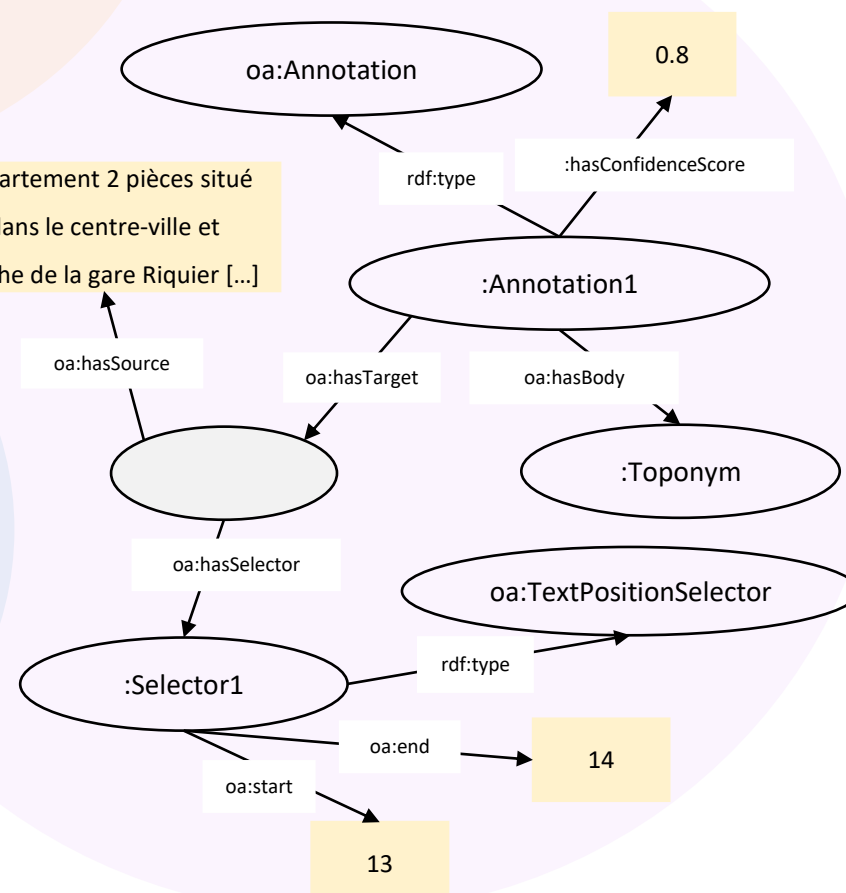 oa:Annotation
0.8
rdf:type
:hasConfidenceScore
partement 2 pièces situé
dans le centre-ville et
he de la gare Riquier […]
:Annotation1
oa:hasSource
oa:hasTarget
oa:hasBody
:Toponym
oa:hasSelector
oa:TextPositionSelector
rdf:type
:Selector1
oa:end
14
oa:start
13